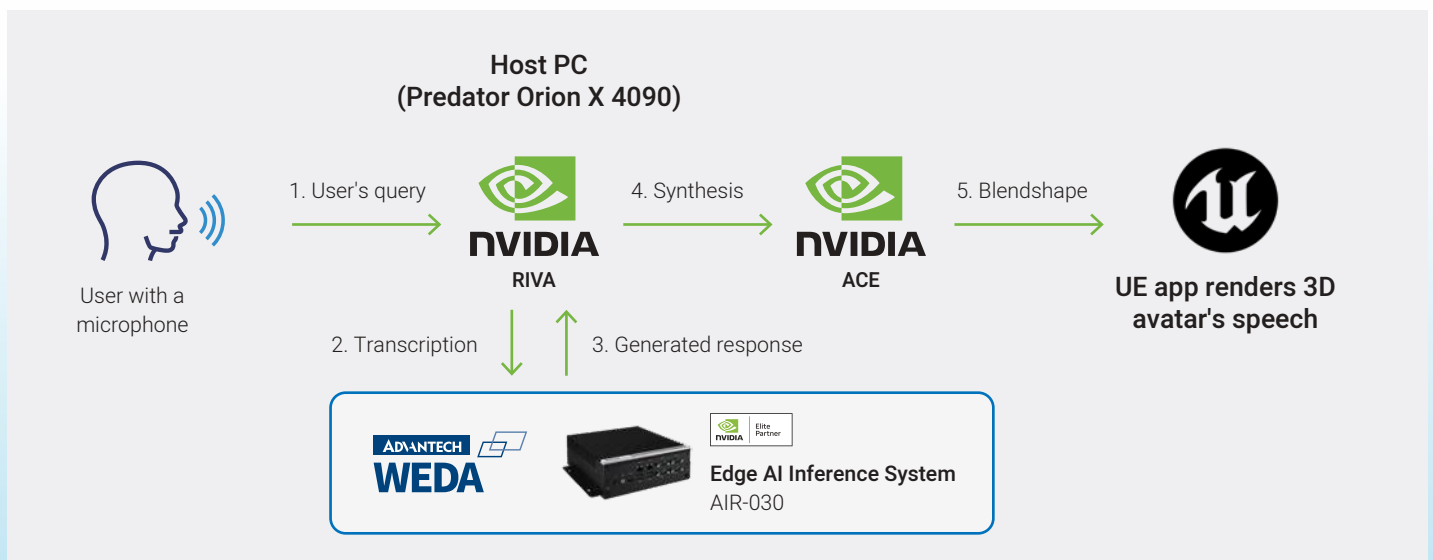 Host PC
(Predator Orion X 4090)
1. User's query
4. Synthesis
5. Blendshape
NVIDIA
RIVA
NVIDIA
ACE
User with a
microphone
UE app renders 3D
avatar's speech
2. Transcription
3. Generated response
ADVANTECH
WEDA
NVIDIA
Elite
Partner
Edge AI Inference System
AIR-030